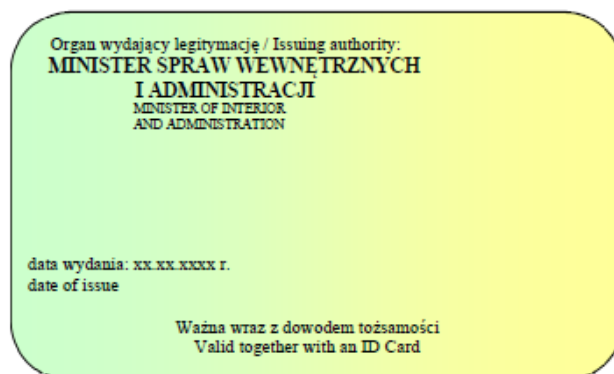 Organ wydający legitymację / Issuing authority:
MINISTER SPRAW WEWNĘTRZNYCH
I ADMINISTRACJI
MINISTER OF INTERIOR
AND ADMINISTRATION
data wydania: xx.xx.xxxx r.
date of issue
Ważna wraz z dowodem tożsamości
Valid together with an ID Card